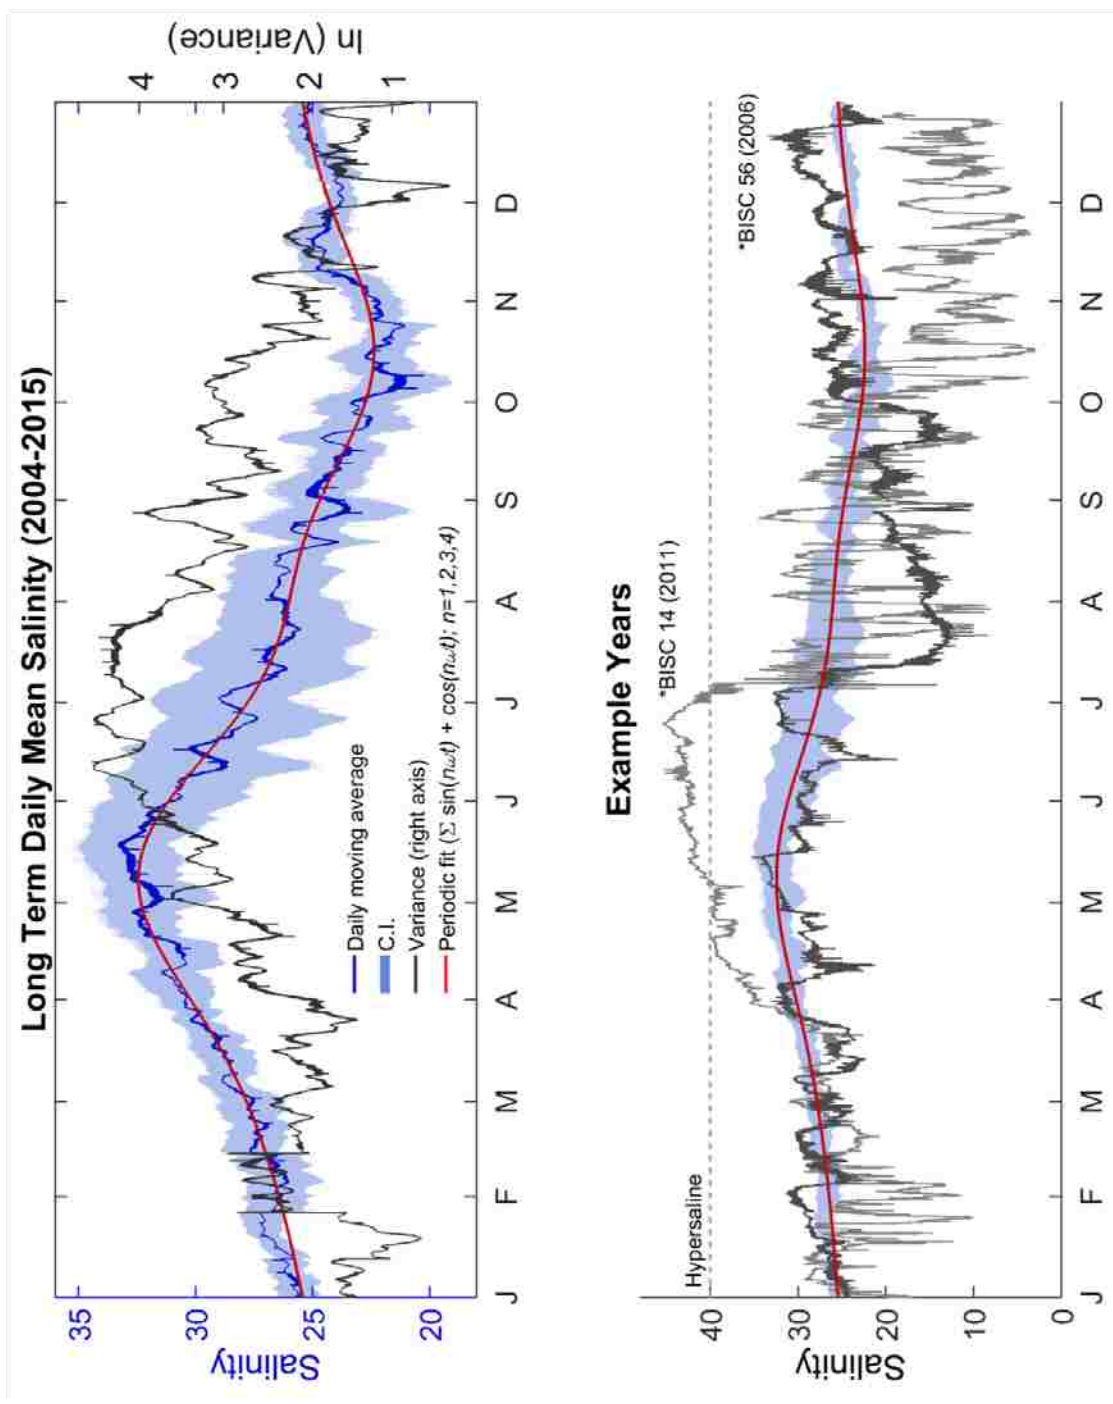 Long Term Daily Mean Salinity (2004-2015)
Salinity
35
30
25
20
ln (Variance)
4
3
2
1
Daily moving average
C.I.
Variance (right axis)
Periodic fit (Σ sin(nωt) + cos(nωt); n=1,2,3,4)
J F M A M J J A S O N D
Example Years
Salinity
40
30
20
10
0
Hypersaline
*BISC 14 (2011)
*BISC 56 (2006)
J F M A M J J A S O N D